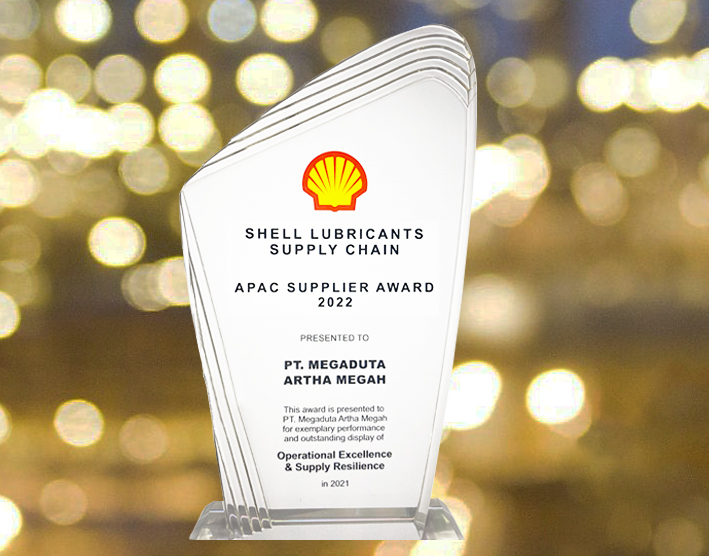 SHELL LUBRICANTS
SUPPLY CHAIN
APAC SUPPLIER AWARD
2022
PRESENTED TO
PT. MEGADUTA
ARTHA MEGAH
This award is presented to
PT. Megaduta Artha Megah
for exemplary performance
and outstanding display of
Operational Excellence
& Supply Resilience
in 2021